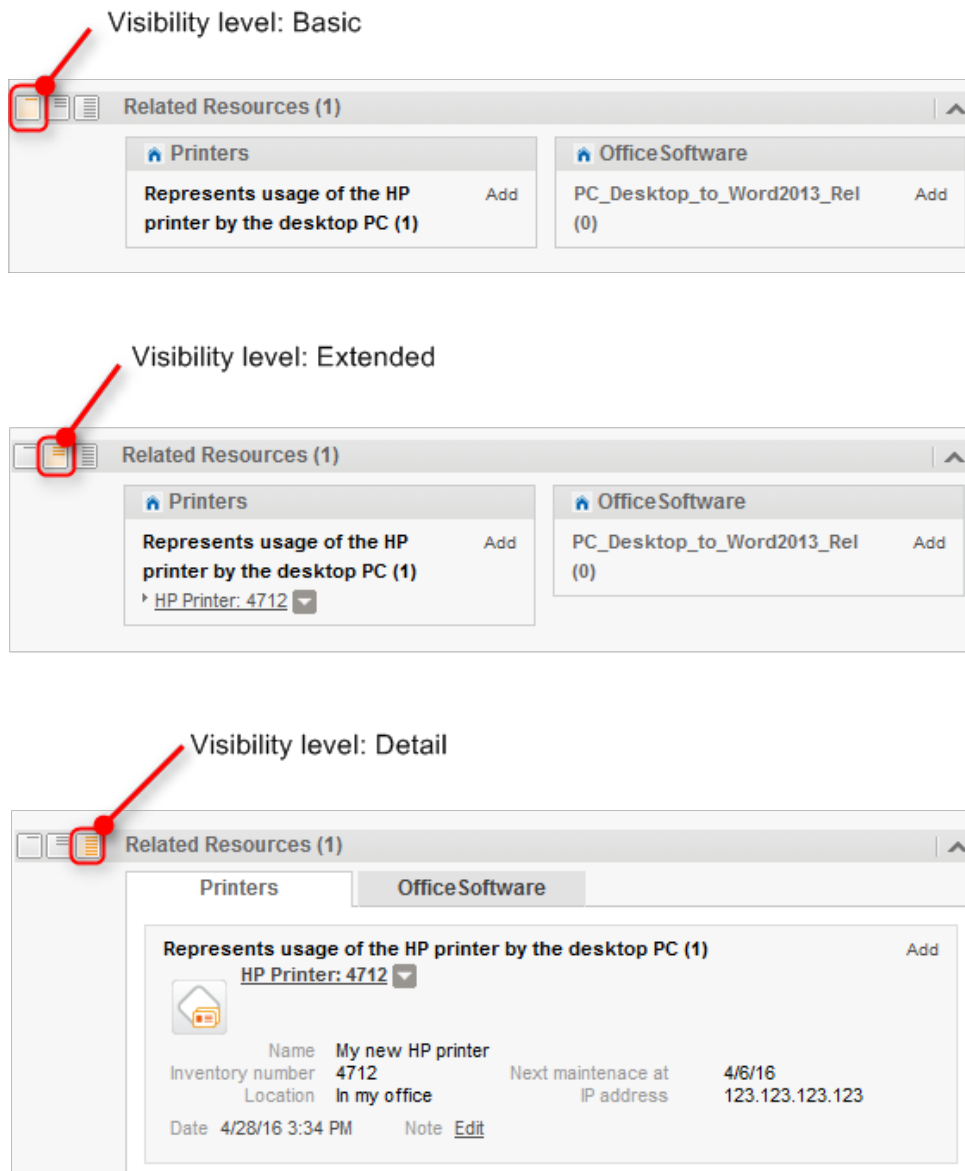 Visibility level: Basic
Related Resources (1)
Printers
OfficeSoftware
Represents usage of the HP
printer by the desktop PC (1)
Add
PC_Desktop_to_Word2013_Rel
(0)
Add
Visibility level: Extended
Related Resources (1)
Printers
OfficeSoftware
Represents usage of the HP
printer by the desktop PC (1)
Add
HP Printer: 4712
PC_Desktop_to_Word2013_Rel
(0)
Add
Visibility level: Detail
Related Resources (1)
Printers
OfficeSoftware
Represents usage of the HP printer by the desktop PC (1)
Add
HP Printer: 4712
Name My new HP printer
Inventory number 4712 Next maintenace at 4/6/16
Location In my office IP address 123.123.123.123
Date 4/28/16 3:34 PM Note Edit